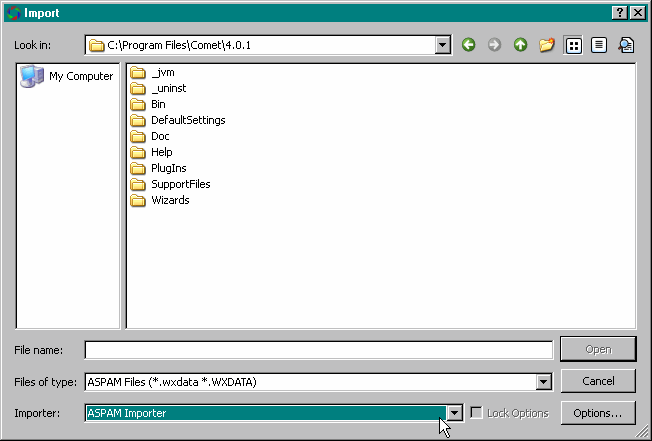 Import
Look in: C:\Program Files\Comet\4.0.1
My Computer
_jvm
_uninst
Bin
DefaultSettings
Doc
Help
PlugIns
SupportFiles
Wizards
File name: Open
Files of type: ASPAM Files (*.wxdata *.WXDATA) Cancel
Importer: ASPAM Importer Lock Options Options...